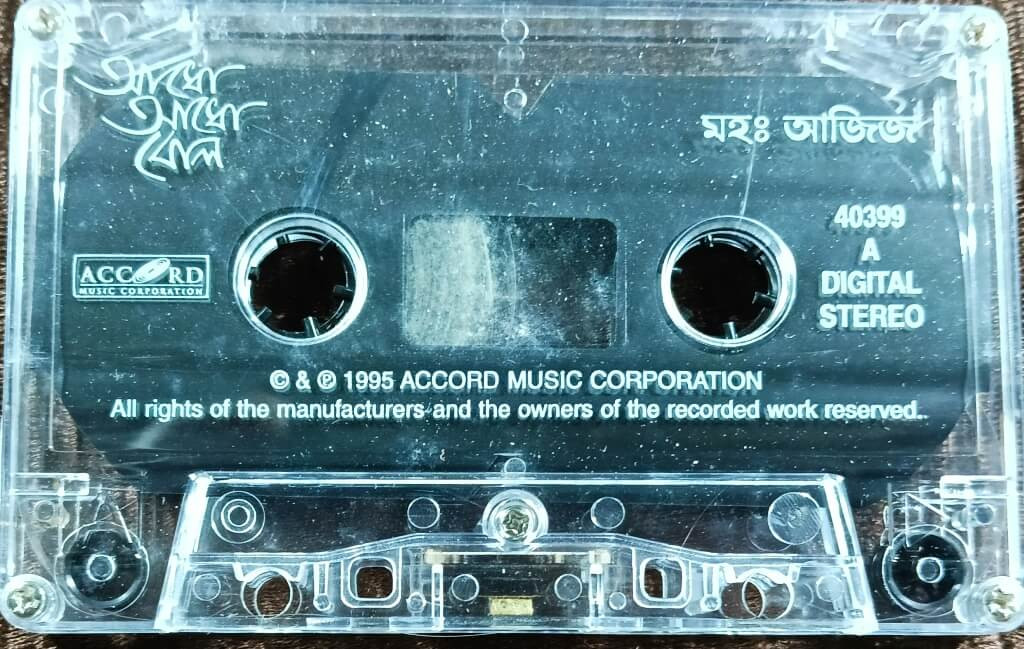 আধো
আধো
বোল
মহঃ আজিজ
ACCORD
MUSIC CORPORATION
40399
A
DIGITAL
STEREO
© & ℗ 1995 ACCORD MUSIC CORPORATION
All rights of the manufacturers and the owners of the recorded work reserved.